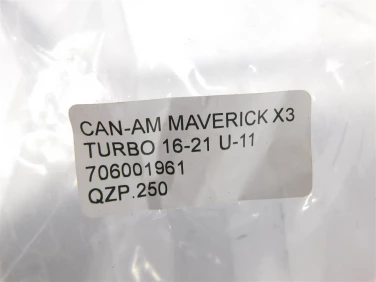 CAN-AM MAVERICK X3
TURBO 16-21 U-11
706001961
QZP.250